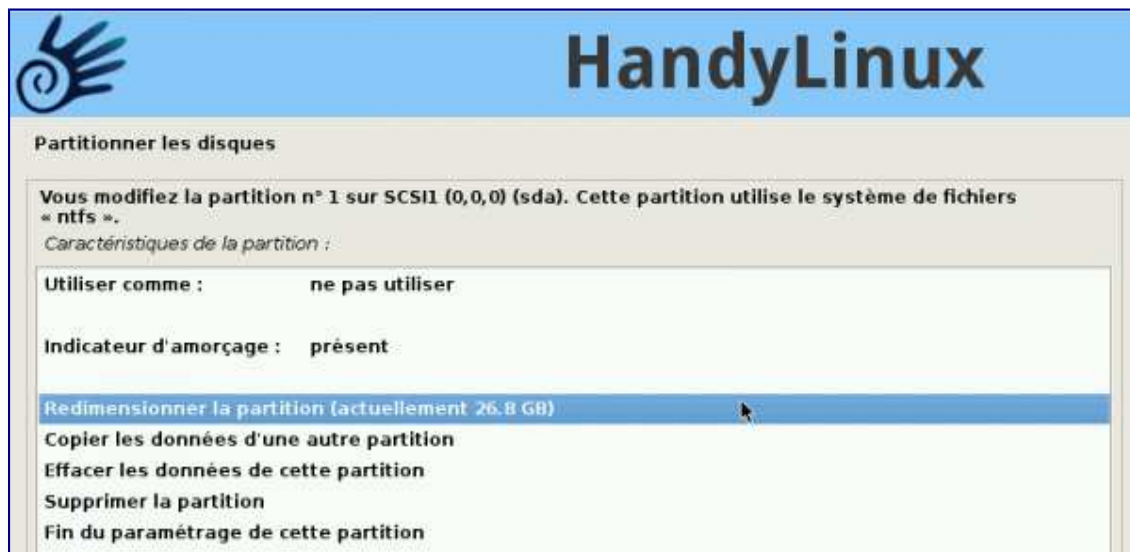 HandyLinux
Partitionner les disques
Vous modifiez la partition n° 1 sur SCSI1 (0,0,0) (sda). Cette partition utilise le système de fichiers
« ntfs ».
Caractéristiques de la partition :
Utiliser comme : ne pas utiliser
Indicateur d'amorçage : présent
Redimensionner la partition (actuellement 26.8 GB)
Copier les données d'une autre partition
Effacer les données de cette partition
Supprimer la partition
Fin du paramétrage de cette partition